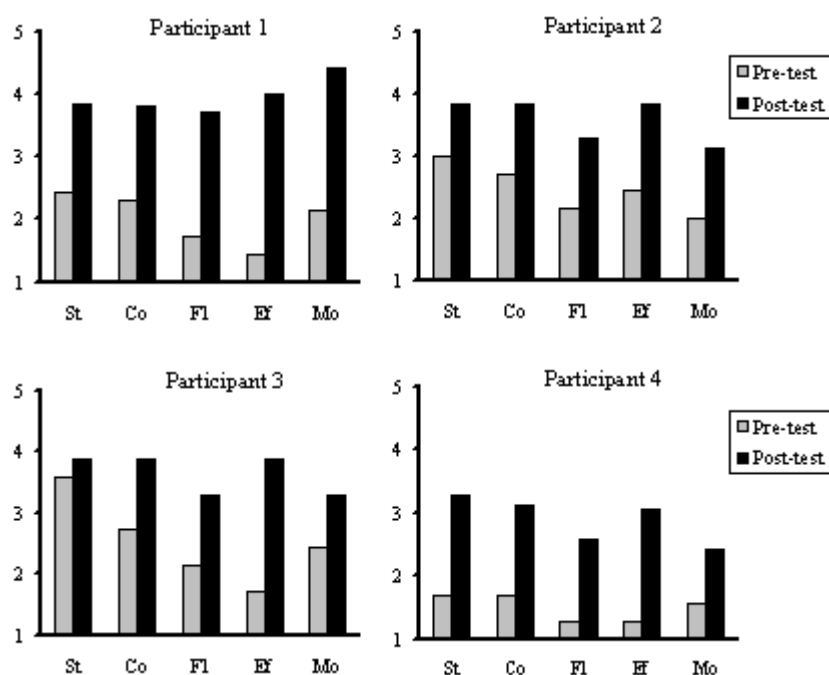 Participant 1
5
4
3
2
1
St Co Fl Ef Mo
Participant 2
5
4
3
2
1
St Co Fl Ef Mo
Pre-test
Post-test
Participant 3
5
4
3
2
1
St Co Fl Ef Mo
Participant 4
5
4
3
2
1
St Co Fl Ef Mo
Pre-test
Post-test